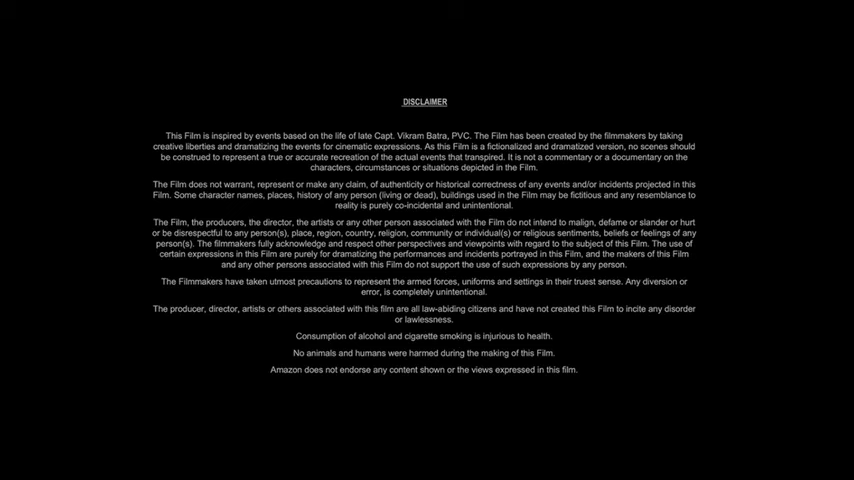 DISCLAIMER
This Film is inspired by events based on the life of late Capt. Vikram Batra, PVC. The Film has been created by the filmmakers by taking
creative liberties and dramatizing the events for cinematic expressions. As this Film is a fictionalized and dramatized version, no scenes should
be construed to represent a true or accurate recreation of the actual events that transpired. It is not a commentary or a documentary on the
characters, circumstances or situations depicted in the Film.
The Film does not warrant, represent or make any claim, of authenticity or historical correctness of any events and/or incidents projected in this
Film. Some character names, places, history of any person (living or dead), buildings used in the Film may be fictitious and any resemblance to
reality is purely co-incidental and unintentional.
The Film, the producers, the director, the artists or any other person associated with the Film do not intend to malign, defame or slander or hurt
or be disrespectful to any person(s), place, region, country, religion, community or individual(s) or religious sentiments, beliefs or feelings of any
person(s). The filmmakers fully acknowledge and respect other perspectives and viewpoints with regard to the subject of this Film. The use of
certain expressions in this Film are purely for dramatizing the performances and incidents portrayed in this Film, and the makers of this Film
and any other persons associated with this Film do not support the use of such expressions by any person.
The Filmmakers have taken utmost precautions to represent the armed forces, uniforms and settings in their truest sense. Any diversion or
error, is completely unintentional.
The producer, director, artists or others associated with this film are all law-abiding citizens and have not created this Film to incite any disorder
or lawlessness.
Consumption of alcohol and cigarette smoking is injurious to health.
No animals and humans were harmed during the making of this Film.
Amazon does not endorse any content shown or the views expressed in this film.